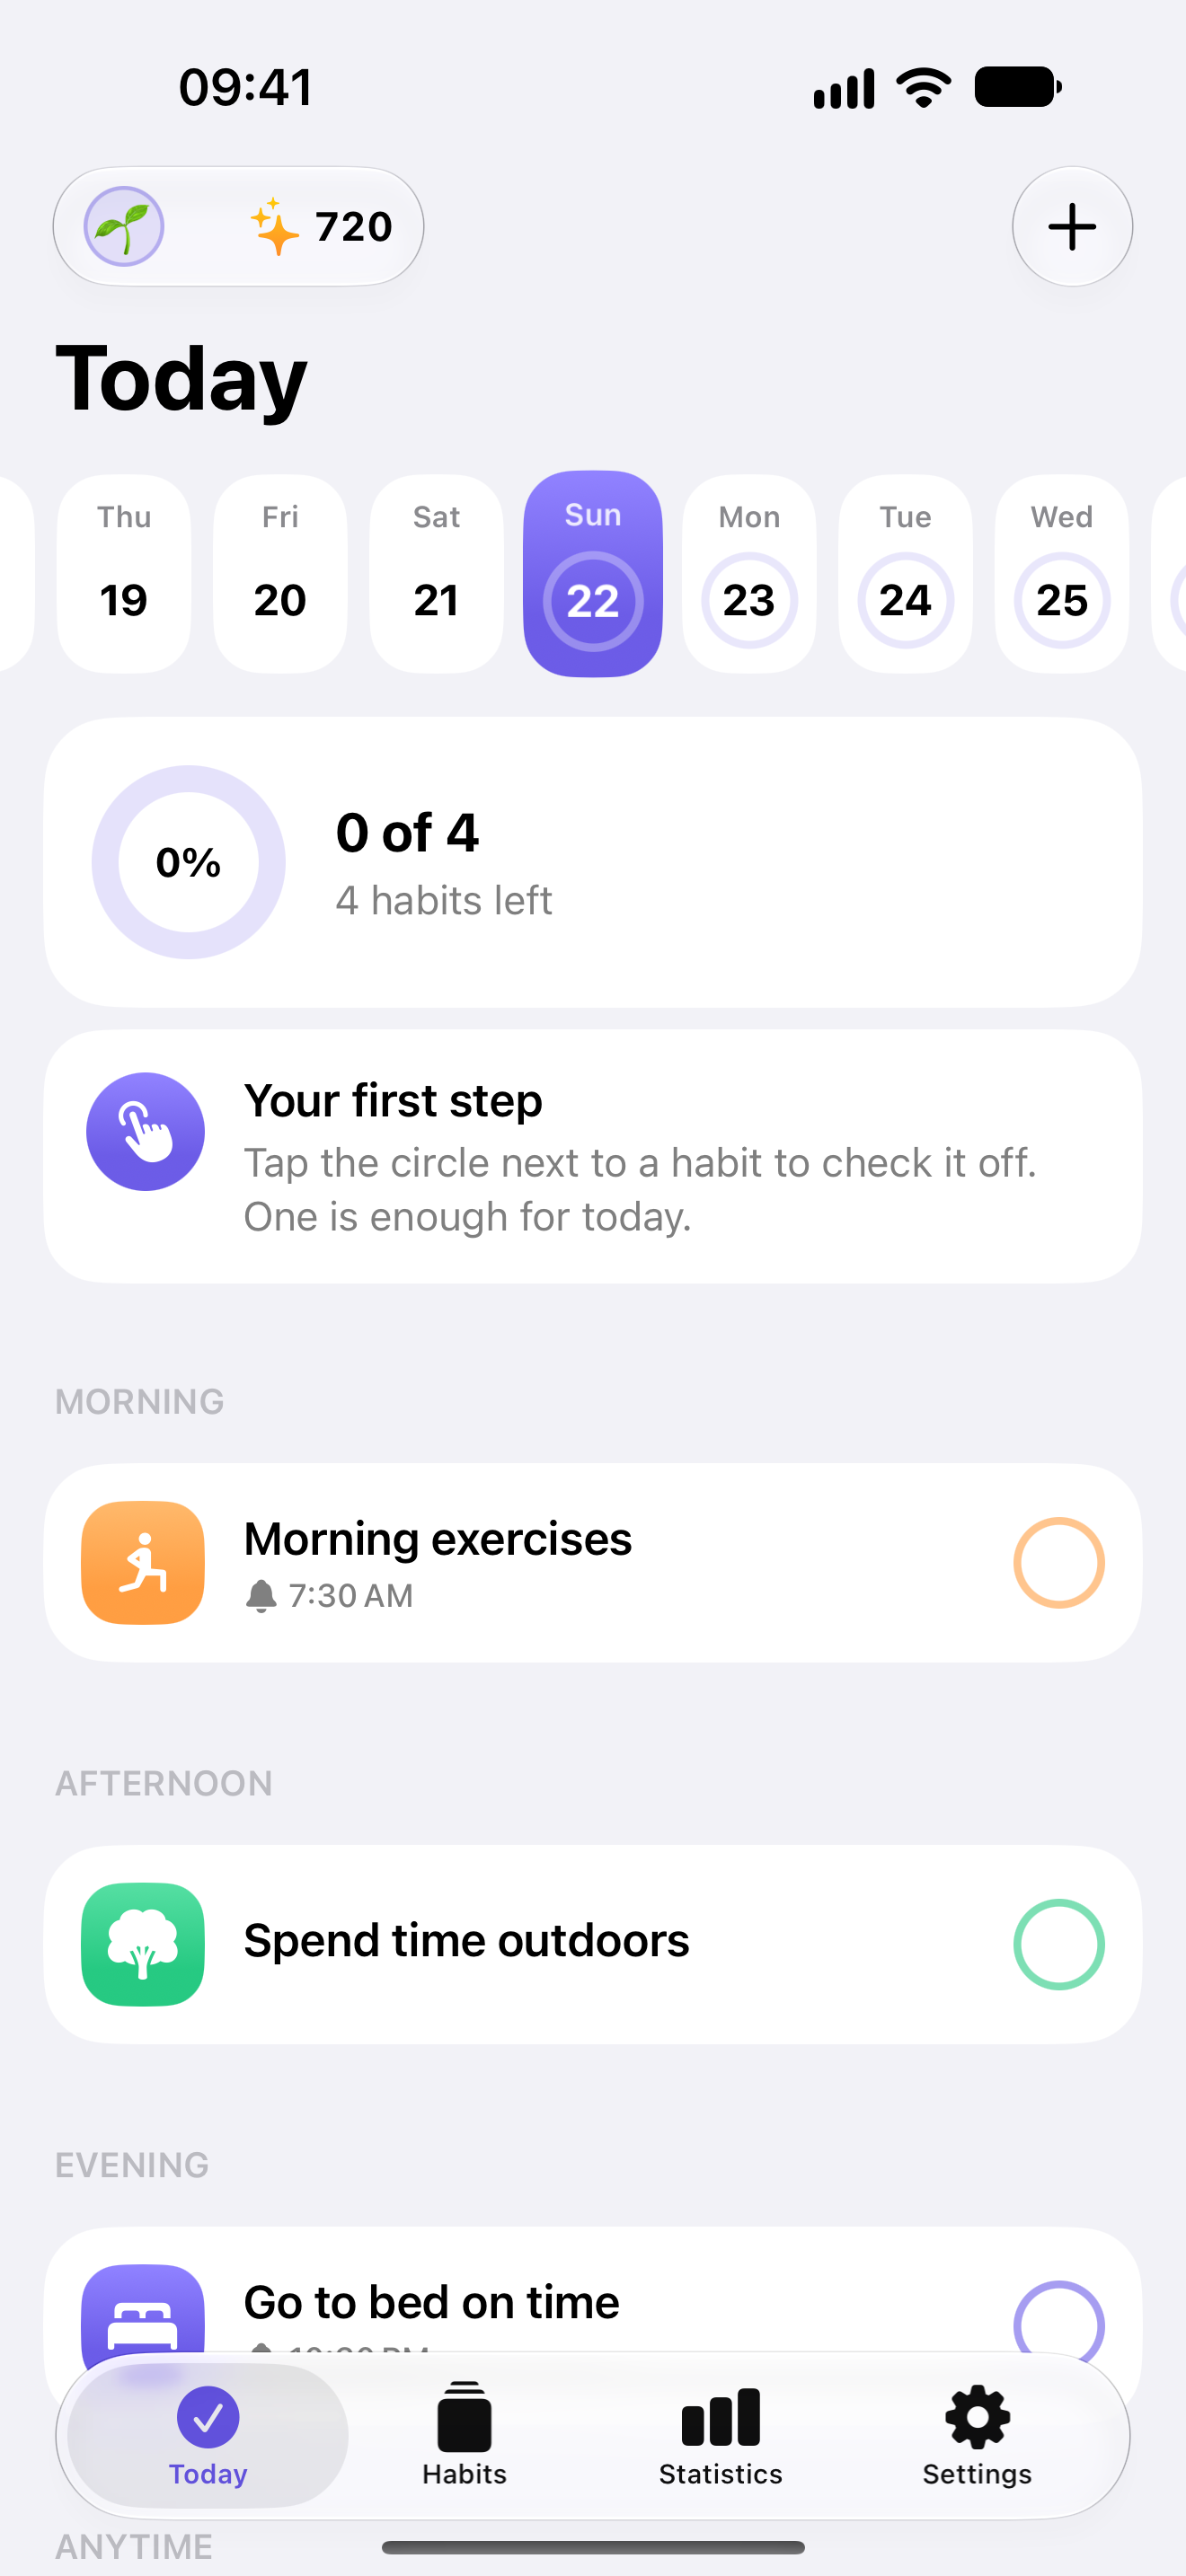 09:41
720
Today
Thu Fri Sat Sun Mon Tue Wed
19 20 21 22 23 24 25
0%
0 of 4
4 habits left
Your first step
Tap the circle next to a habit to check it off.
One is enough for today.
MORNING
Morning exercises
7:30 AM
AFTERNOON
Spend time outdoors
EVENING
Go to bed on time
Today Habits Statistics Settings
ANYTIME